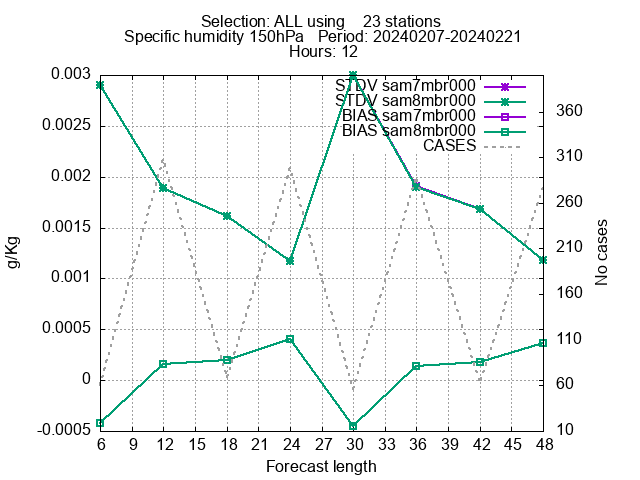 Selection: ALL using    23 stations
Specific humidity 150hPa   Period: 20240207-20240221
Hours: 12
STDV sam7mbr000
STDV sam8mbr000
BIAS sam7mbr000
BIAS sam8mbr000
CASES
0.003
0.0025
0.002
0.0015
0.001
0.0005
0
-0.0005
g/Kg
360
310
260
210
160
110
60
10
No cases
6 9 12 15 18 21 24 27 30 33 36 39 42 45 48
Forecast length